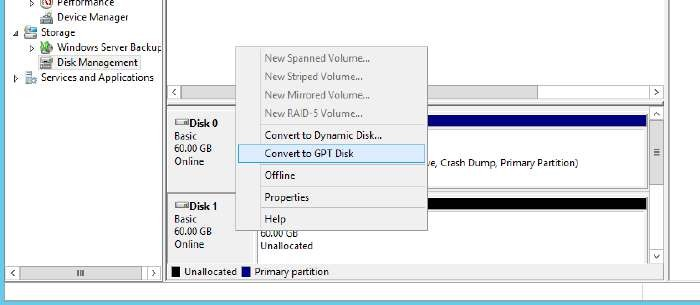 Performance
Device Manager
Storage
Windows Server Backup
Disk Management
Services and Applications
New Spanned Volume...
New Striped Volume...
New Mirrored Volume...
New RAID-5 Volume...
Convert to Dynamic Disk...
Convert to GPT Disk
Offline
Properties
Help
Disk 0
Basic
60.00 GB
Online
ve, Crash Dump, Primary Partition)
Disk 1
Basic
60.00 GB
Online
60.00 GB
Unallocated
Unallocated Primary partition